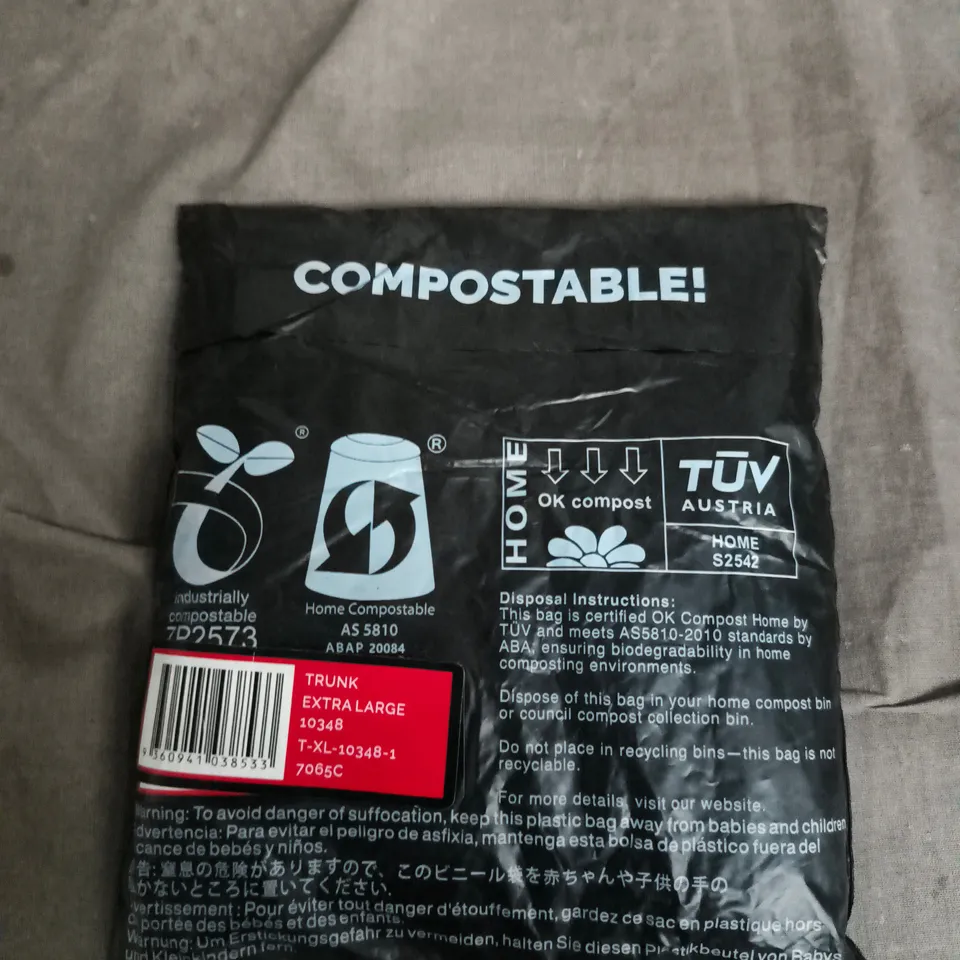 COMPOSTABLE!
®
®
industrially
compostable
7P2573
Home Compostable
AS 5810
ABAP 20084
HOME
OK compost
TÜV
AUSTRIA
HOME
S2542
Disposal Instructions:
This bag is certified OK Compost Home by
TÜV and meets AS5810-2010 standards by
ABA, ensuring biodegradability in home
composting environments.
Dispose of this bag in your home compost bin
or council compost collection bin.
Do not place in recycling bins—this bag is not
recyclable.
For more details, visit our website.
TRUNK
EXTRA LARGE
10348
T-XL-10348-1
7065C
9 360941 038533
arning: To avoid danger of suffocation, keep this plastic bag away from babies and children
dvertencia: Para evitar el peligro de asfixia, mantenga esta bolsa de plástico fuera del
cance de bebés y niños.
告: 窒息の危険がありますので、このビニール袋を赤ちゃんや子供の手の
かないところに置いてください.
vertissement : Pour éviter tout danger d'étouffement, gardez ce sac en plastique hors
portée des bébés et des enfants.
Warnung: Um Erstickungsgefahr zu vermeiden, halten Sie diesen Plastikbeutel von Babys
und Kleinkindern fern.